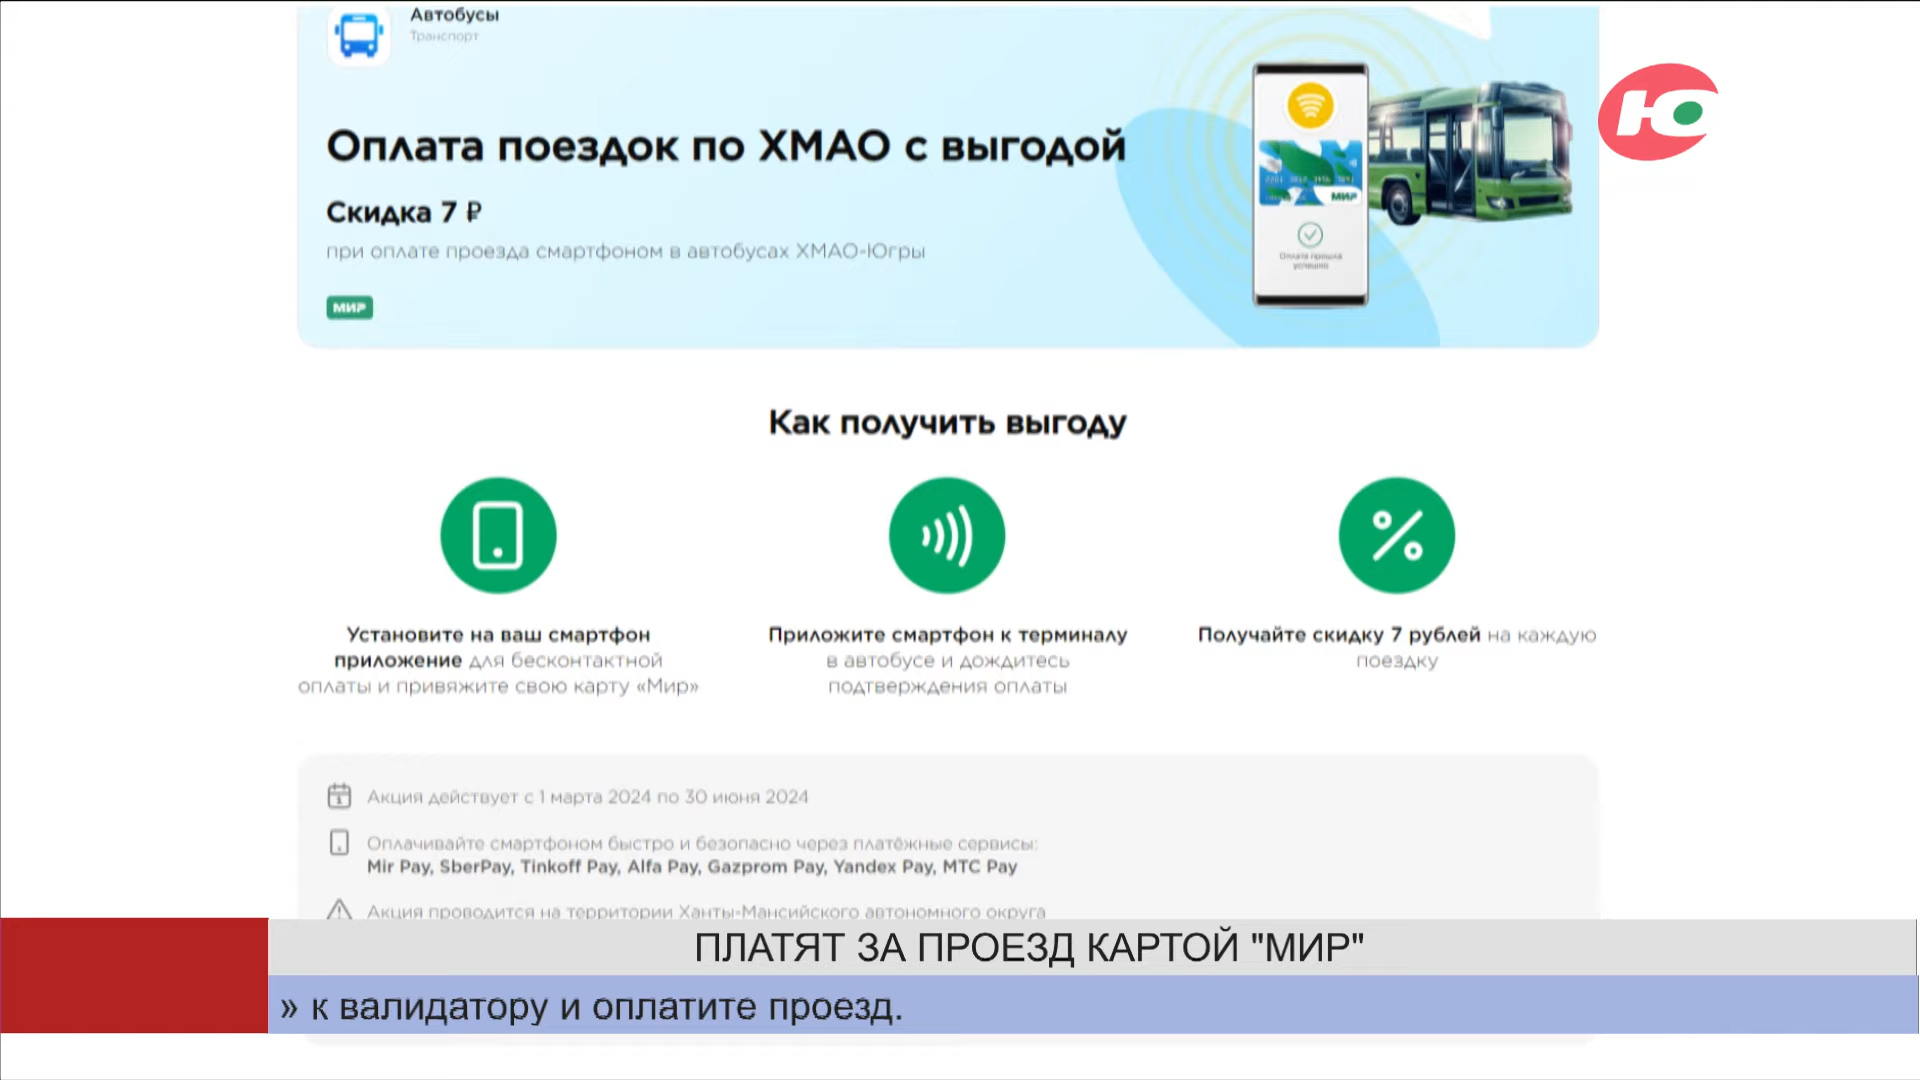 Автобусы
Транспорт
Оплата поездок по ХМАО с выгодой
Скидка 7 ₽
при оплате проезда смартфоном в автобусах ХМАО-Югры
МИР
МИР
Оплата прошла
успешно
Ю
Как получить выгоду
Установите на ваш смартфон
приложение для бесконтактной
оплаты и привяжите свою карту «Мир»
Приложите смартфон к терминалу
в автобусе и дождитесь
подтверждения оплаты
Получайте скидку 7 рублей на каждую
поездку
Акция действует с 1 марта 2024 по 30 июня 2024
Оплачивайте смартфоном быстро и безопасно через платёжные сервисы:
Mir Pay, SberPay, Tinkoff Pay, Alfa Pay, Gazprom Pay, Yandex Pay, МТС Pay
Акция проводится на территории Ханты-Мансийского автономного округа
ПЛАТЯТ ЗА ПРОЕЗД КАРТОЙ "МИР"
» к валидатору и оплатите проезд.